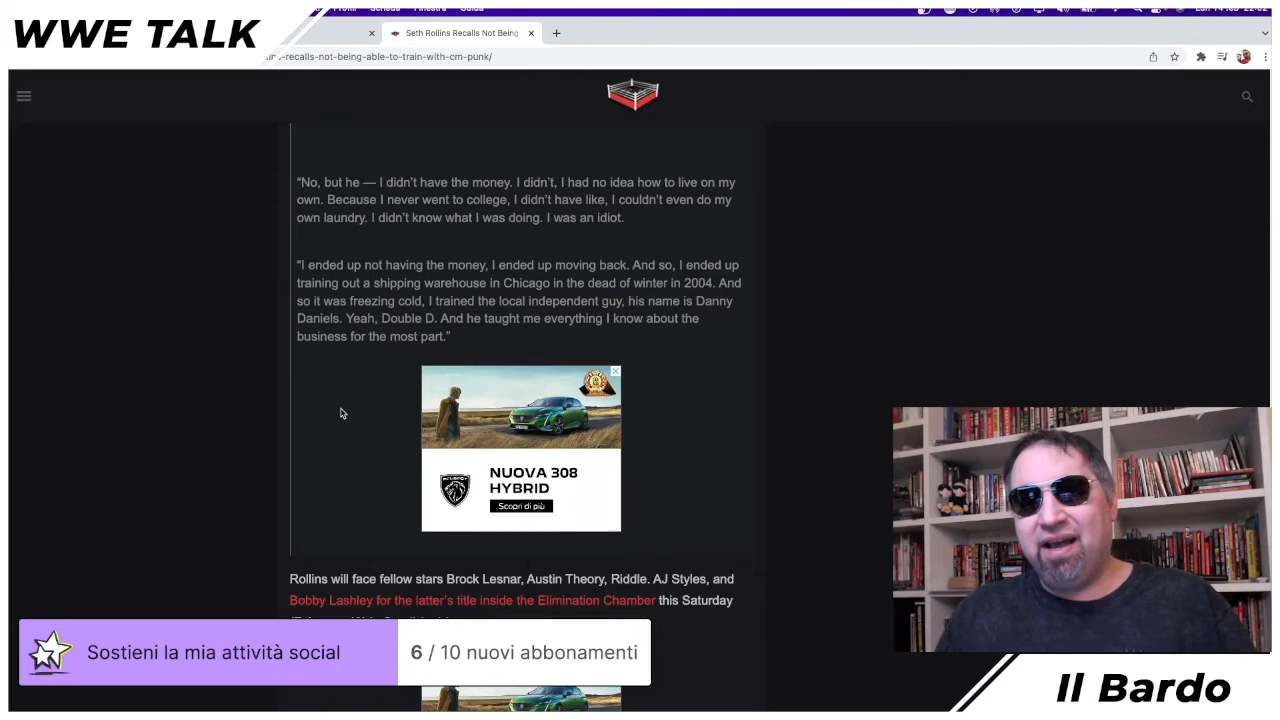 WWE TALK
Scheda
Finestra
Seth Rollins Recalls Not Being
-recalls-not-being-able-to-train-with-cm-punk/
“No, but he — I didn’t have the money. I didn’t, I had no idea how to live on my
own. Because I never went to college, I didn’t have like, I couldn’t even do my
own laundry. I didn’t know what I was doing. I was an idiot.
“I ended up not having the money, I ended up moving back. And so, I ended up
training out a shipping warehouse in Chicago in the dead of winter in 2004. And
so it was freezing cold, I trained the local independent guy, his name is Danny
Daniels. Yeah, Double D. And he taught me everything I know about the
business for the most part.”
NUOVA 308
HYBRID
Scopri di più
Rollins will face fellow stars Brock Lesnar, Austin Theory, Riddle. AJ Styles, and
Bobby Lashley for the latter’s title inside the Elimination Chamber this Saturday
Sostieni la mia attività social
6 / 10 nuovi abbonamenti
Il Bardo